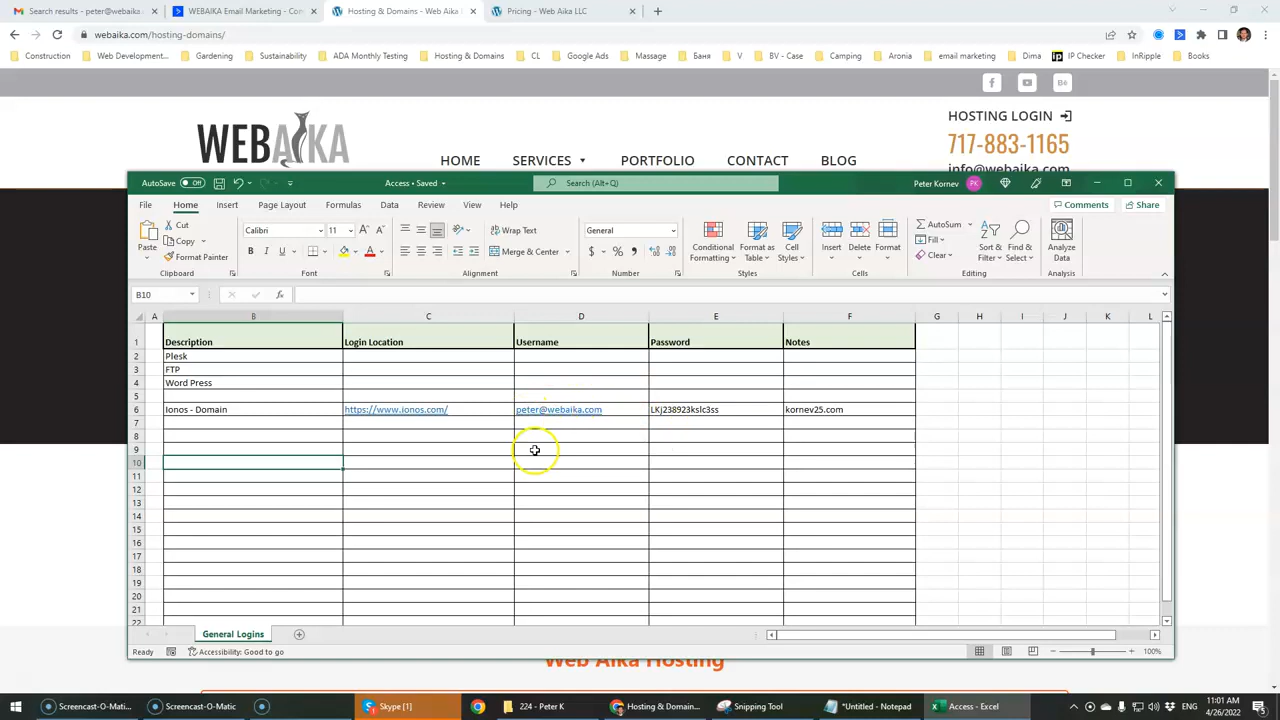 Search results - peter@webaika.
WEBAIKA Email Marketing - Con
Hosting & Domains - Web Aika
Pricing - Web Aika LLC
webaika.com/hosting-domains/
Construction
Web Development...
Gardening
Sustainability
ADA Monthly Testing
Hosting & Domains
CL
Google Ads
Massage
Баня
V
BV - Case
Camping
Aronia
email marketing
Dima
IP Checker
InRipple
Books
WEBAIKA
HOSTING LOGIN
717-883-1165
info@webaika.com
HOME
SERVICES
PORTFOLIO
CONTACT
BLOG
AutoSave Off
Access • Saved
Search (Alt+Q)
Peter Kornev PK
File Home Insert Page Layout Formulas Data Review View Help
Comments Share
Paste
Cut
Copy
Format Painter
Clipboard
Calibri 11
Font
Wrap Text
Merge & Center
Alignment
General
Number
Conditional Formatting
Format as Table
Cell Styles
Styles
Insert Delete Format
Cells
AutoSum
Fill
Clear
Sort & Filter
Find & Select
Editing
Analyze Data
Analysis
B10
A B C D E F G H I J K L
1 Description Login Location Username Password Notes
2 Plesk
3 FTP
4 Word Press
5
6 Ionos - Domain https://www.ionos.com/ peter@webaika.com LKj238923kslc3ss kornev25.com
7
8
9
10
11
12
13
14
15
16
17
18
19
20
21
22
General Logins
Ready Accessibility: Good to go 100%
Web Aika Hosting
Screencast-O-Mati...
Screencast-O-Matic
Skype [1]
224 - Peter K
Hosting & Domain...
Snipping Tool
*Untitled - Notepad
Access - Excel
11:01 AM
4/26/2022
5